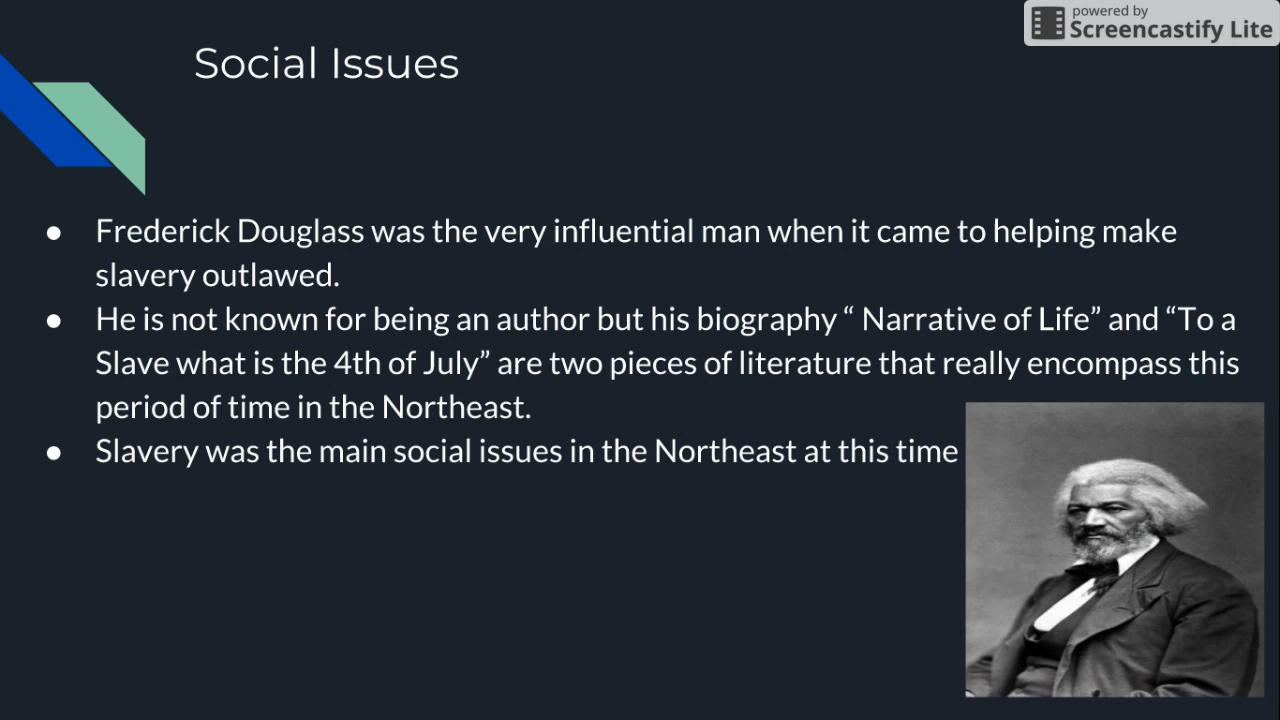 powered by
Screencastify Lite
Social Issues
● Frederick Douglass was the very influential man when it came to helping make
slavery outlawed.
● He is not known for being an author but his biography “ Narrative of Life” and “To a
Slave what is the 4th of July” are two pieces of literature that really encompass this
period of time in the Northeast.
● Slavery was the main social issues in the Northeast at this time